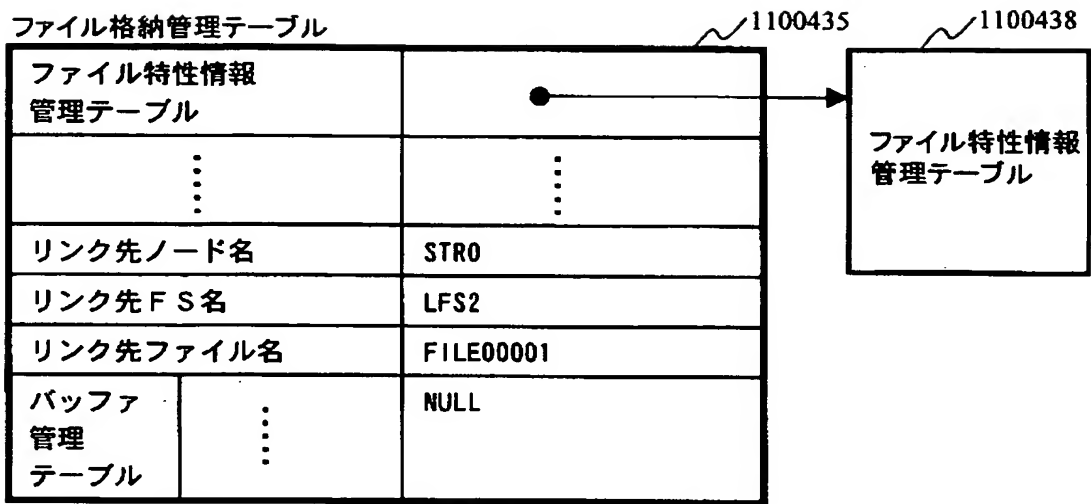 ファイル格納管理テーブル
1100435
1100438
ファイル特性情報
管理テーブル
ファイル特性情報
管理テーブル
リンク先ノード名
STR0
リンク先ＦＳ名
LFS2
リンク先ファイル名
FILE00001
バッファ
管理
テーブル
NULL